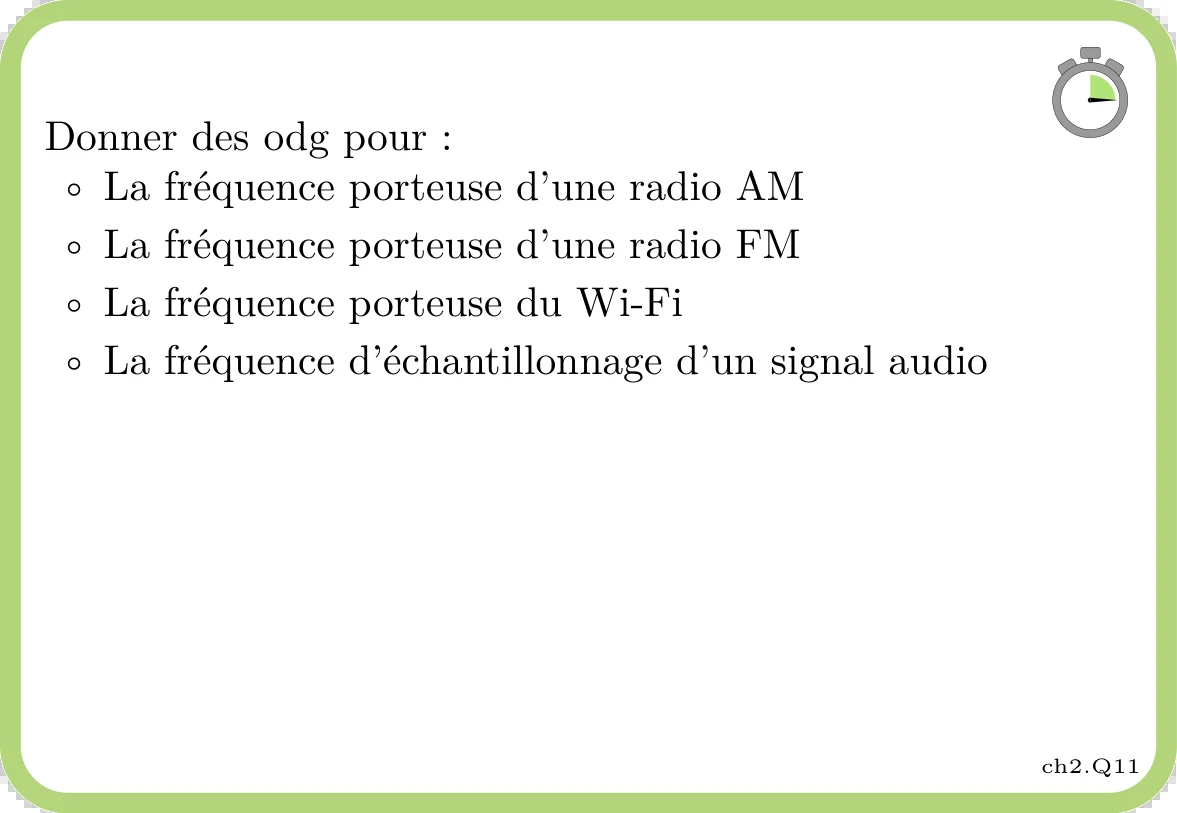 Donner des odg pour :
◦ La fréquence porteuse d'une radio AM
◦ La fréquence porteuse d'une radio FM
◦ La fréquence porteuse du Wi-Fi
◦ La fréquence d'échantillonnage d'un signal audio
ch2.Q11